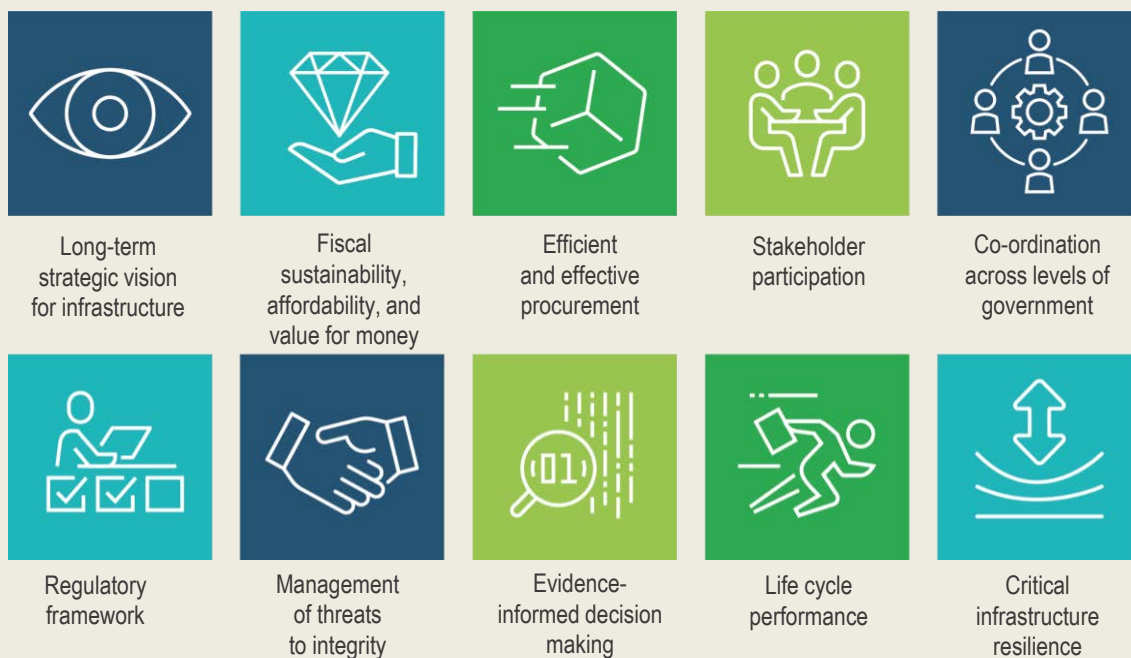 Long-term
strategic vision
for infrastructure
Fiscal
sustainability,
affordability, and
value for money
Efficient
and effective
procurement
Stakeholder
participation
Co-ordination
across levels of
government
Regulatory
framework
Management
of threats
to integrity
01
Evidence-
informed decision
making
Life cycle
performance
Critical
infrastructure
resilience